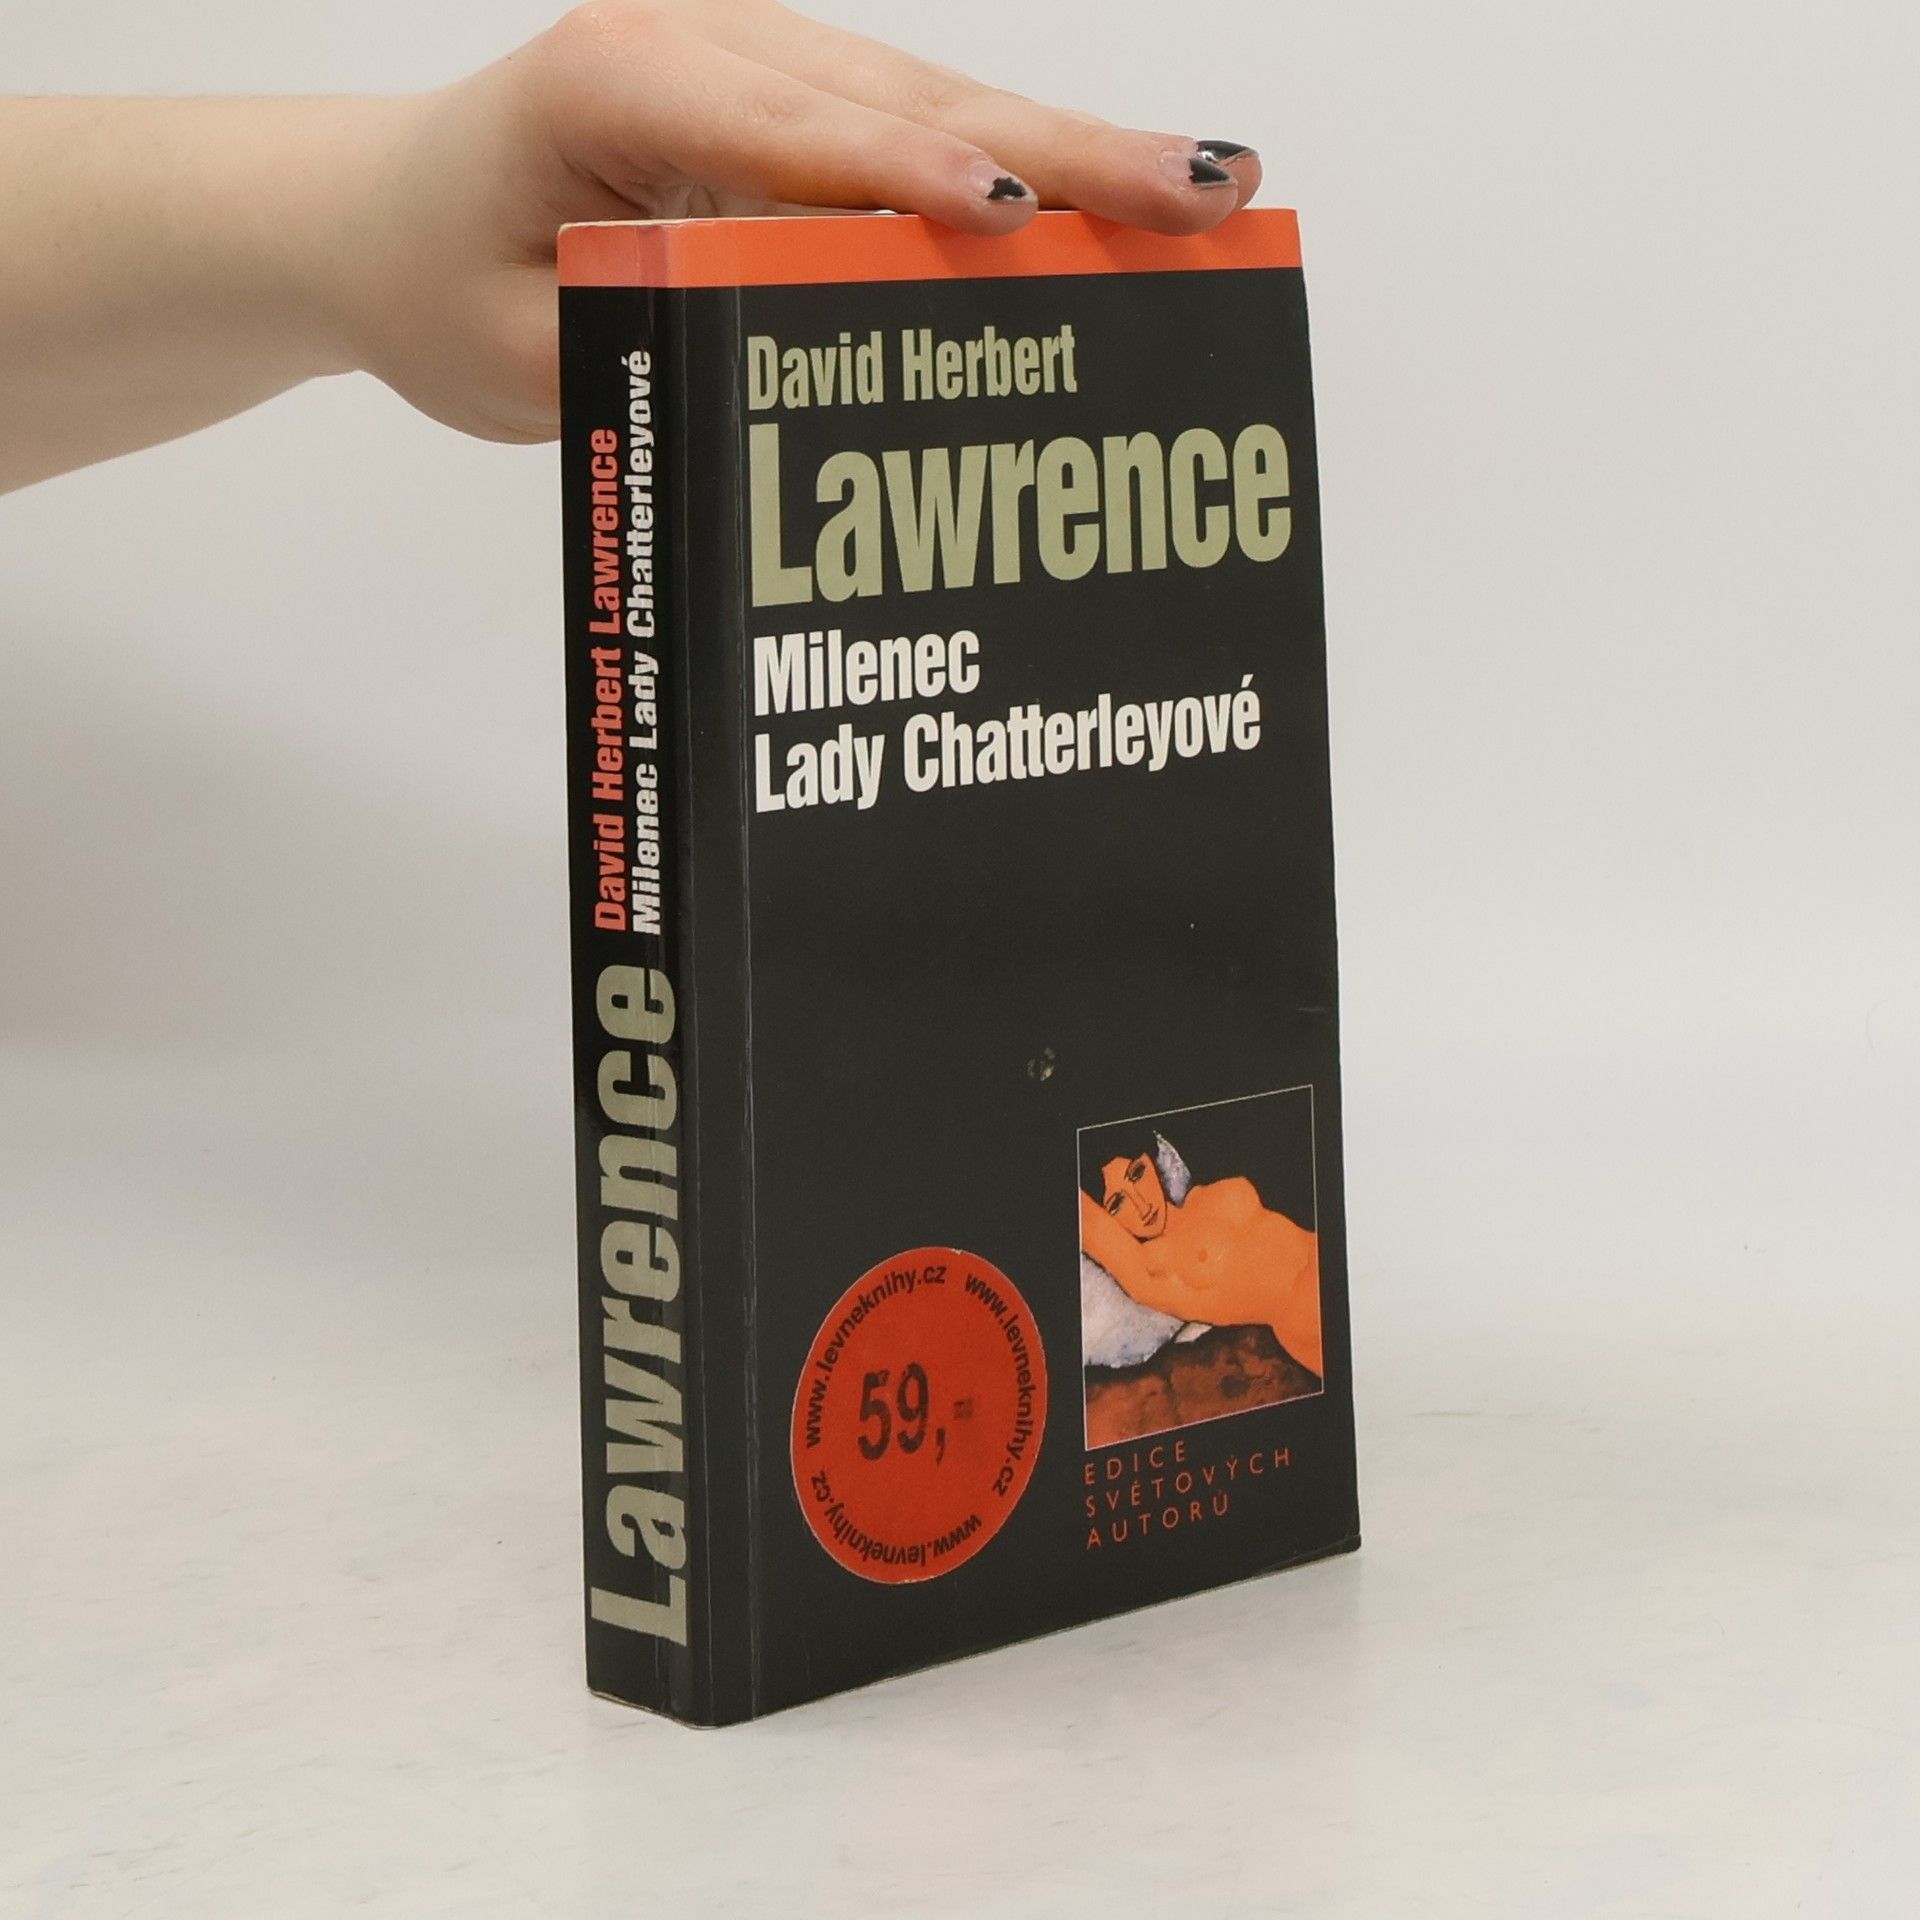 David Herbert
Lawrence
Milenec
Lady Chatterleyové
David Herbert Lawrence
Milenec Lady Chatterleyové
Lawrence
www.levneknihy.cz
www.levneknihy.cz
www.levneknihy.cz
59,-
EDICE
SVĚTOVÝCH
AUTORŮ